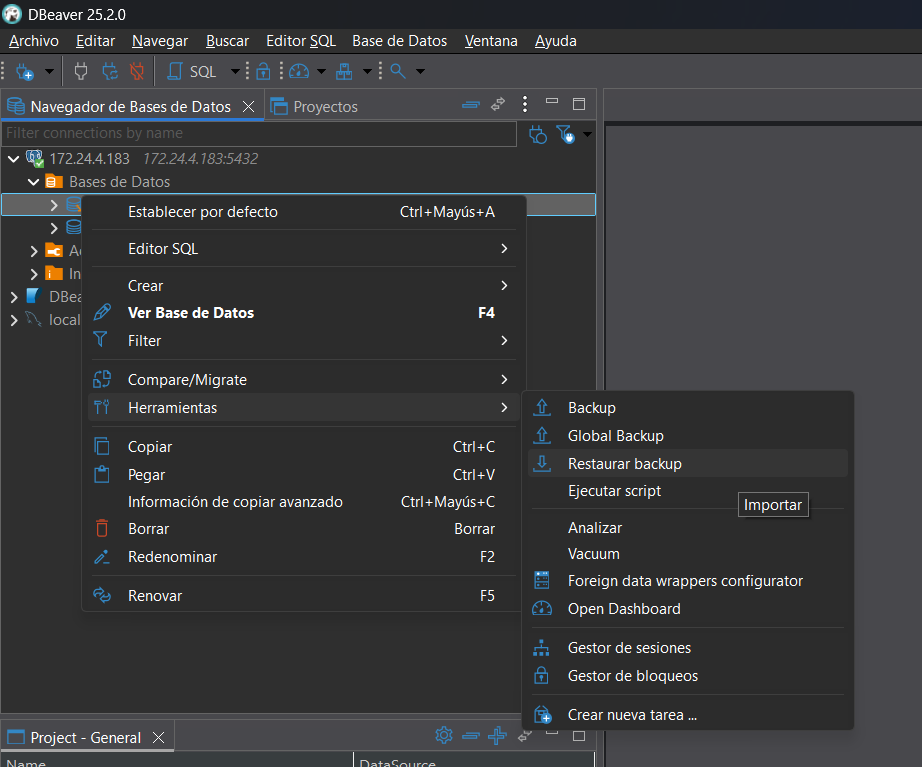 DBeaver 25.2.0
Archivo Editar Navegar Buscar Editor SQL Base de Datos Ventana Ayuda
SQL
Navegador de Bases de Datos Proyectos
Filter connections by name
172.24.4.183 172.24.4.183:5432
Bases de Datos
DBea
local
Establecer por defecto Ctrl+Mayús+A
Editor SQL
Crear
Ver Base de Datos F4
Filter
Compare/Migrate
Herramientas
Copiar Ctrl+C
Pegar Ctrl+V
Información de copiar avanzado Ctrl+Mayús+C
Borrar Borrar
Redenominar F2
Renovar F5
Backup
Global Backup
Restaurar backup
Ejecutar script
Importar
Analizar
Vacuum
Foreign data wrappers configurator
Open Dashboard
Gestor de sesiones
Gestor de bloqueos
Crear nueva tarea ...
Project - General
Name DataSource